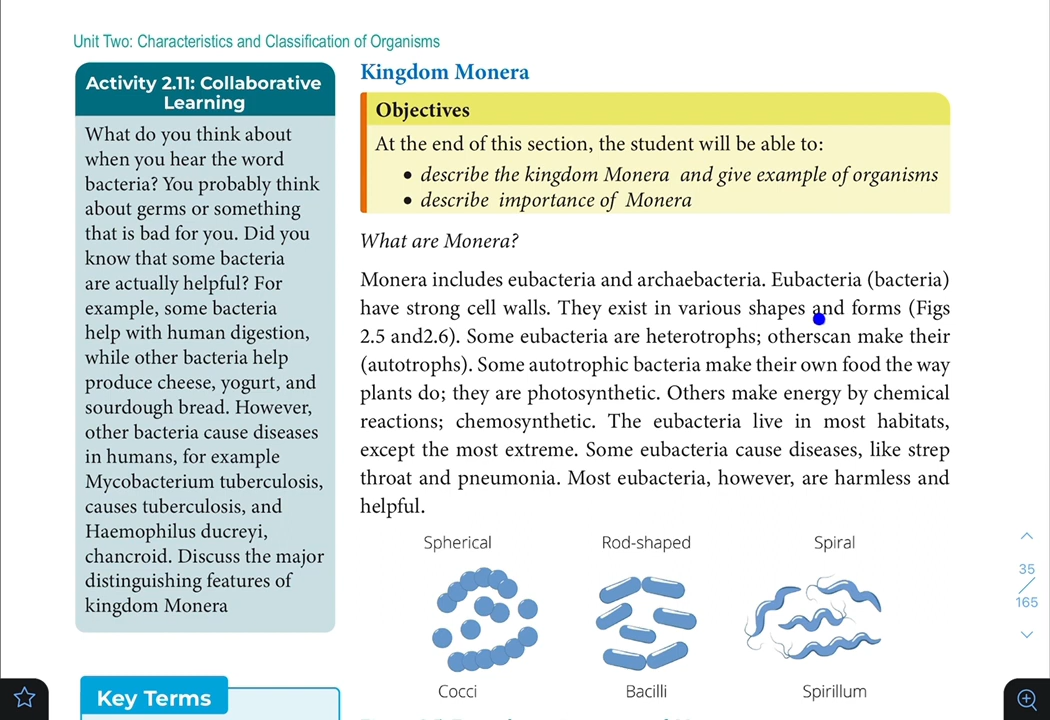 Unit Two: Characteristics and Classification of Organisms
Activity 2.11: Collaborative
Learning
What do you think about
when you hear the word
bacteria? You probably think
about germs or something
that is bad for you. Did you
know that some bacteria
are actually helpful? For
example, some bacteria
help with human digestion,
while other bacteria help
produce cheese, yogurt, and
sourdough bread. However,
other bacteria cause diseases
in humans, for example
Mycobacterium tuberculosis,
causes tuberculosis, and
Haemophilus ducreyi,
chancroid. Discuss the major
distinguishing features of
kingdom Monera
Key Terms
Kingdom Monera
Objectives
At the end of this section, the student will be able to:
• describe the kingdom Monera and give example of organisms
• describe importance of Monera
What are Monera?
Monera includes eubacteria and archaebacteria. Eubacteria (bacteria)
have strong cell walls. They exist in various shapes and forms (Figs
2.5 and2.6). Some eubacteria are heterotrophs; otherscan make their
(autotrophs). Some autotrophic bacteria make their own food the way
plants do; they are photosynthetic. Others make energy by chemical
reactions; chemosynthetic. The eubacteria live in most habitats,
except the most extreme. Some eubacteria cause diseases, like strep
throat and pneumonia. Most eubacteria, however, are harmless and
helpful.
Spherical Rod-shaped Spiral
Cocci Bacilli Spirillum
35
165